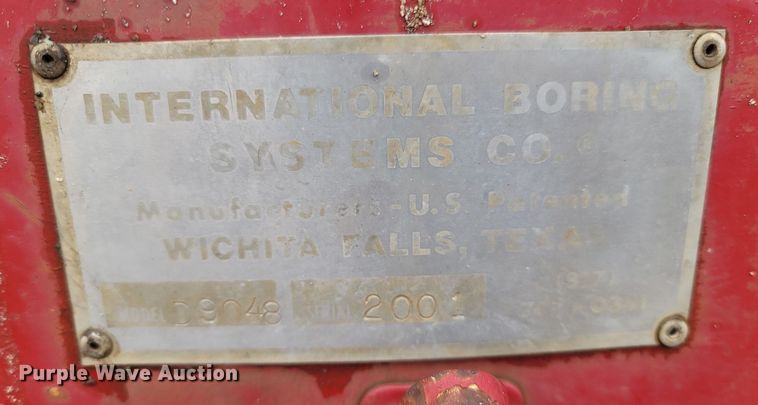 INTERNATIONAL BORING
SYSTEMS CO.®
Manufacturers-U.S. Patented
WICHITA FALLS, TEXAS
MODEL D9048 SERIAL 2001
Purple Wave Auction®